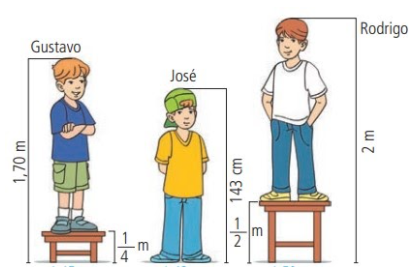 Gustavo
José
Rodrigo
1,70 m
1/4 m
143 cm
1/2 m
2 m